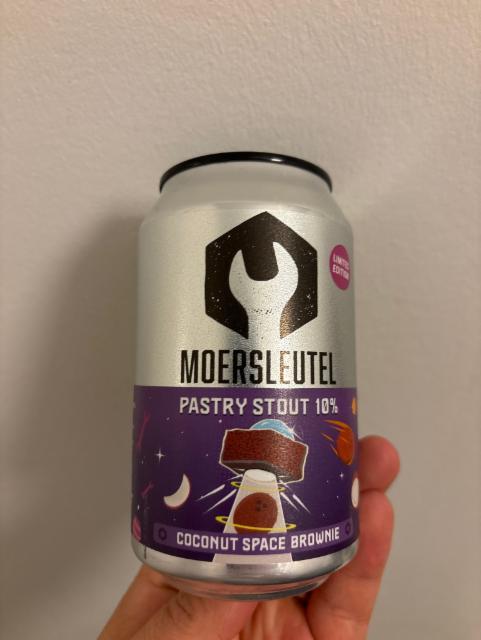 LIMITED
EDITION
MOERSLEUTEL
PASTRY STOUT 10%
COCONUT SPACE BROWNIE